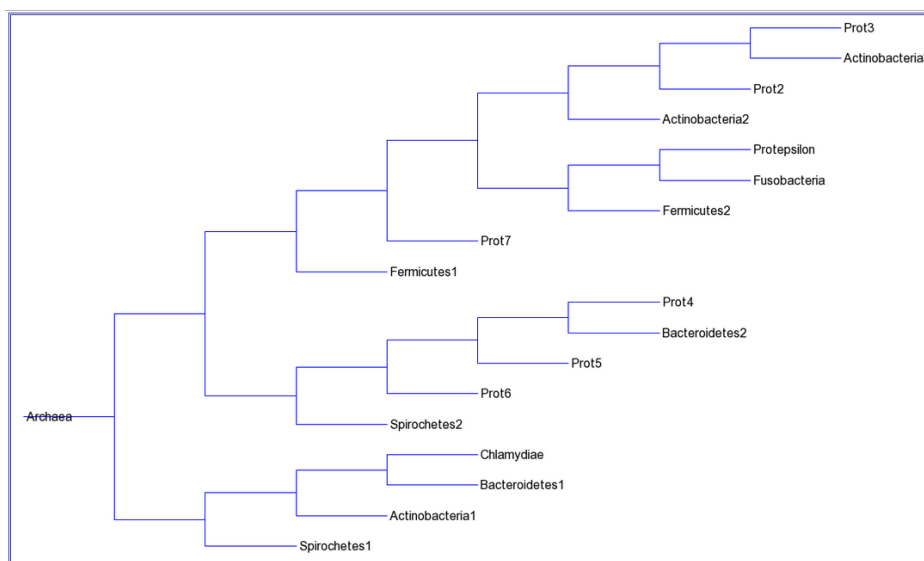 Prot3
Actinobacteria
Prot2
Actinobacteria2
Protepsilon
Fusobacteria
Fermicutes2
Prot7
Fermicutes1
Prot4
Bacteroidetes2
Prot5
Prot6
Archaea
Spirochetes2
Chlamydiae
Bacteroidetes1
Actinobacteria1
Spirochetes1